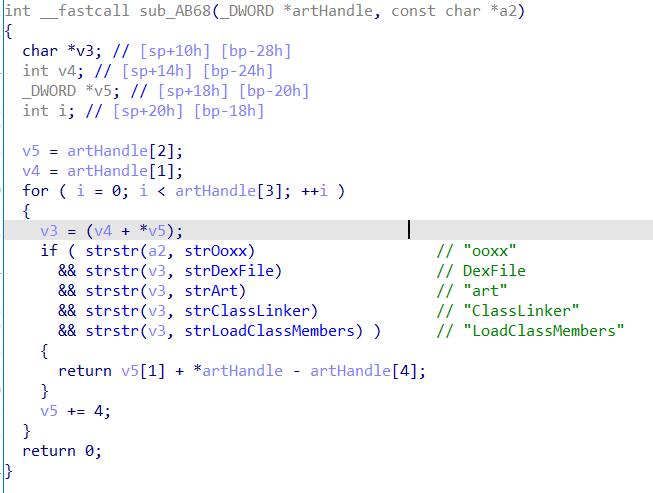 int __fastcall sub_AB68(_DWORD *artHandle, const char *a2)
{
  char *v3; // [sp+10h] [bp-28h]
  int v4; // [sp+14h] [bp-24h]
  _DWORD *v5; // [sp+18h] [bp-20h]
  int i; // [sp+20h] [bp-18h]

  v5 = artHandle[2];
  v4 = artHandle[1];
  for ( i = 0; i < artHandle[3]; ++i )
  {
    v3 = (v4 + *v5);
    if ( strstr(a2, strOoxx)                      // "ooxx"
      && strstr(v3, strDexFile)                   // DexFile
      && strstr(v3, strArt)                       // "art"
      && strstr(v3, strClassLinker)               // "ClassLinker"
      && strstr(v3, strLoadClassMembers) )        // "LoadClassMembers"
    {
      return v5[1] + *artHandle - artHandle[4];
    }
    v5 += 4;
  }
  return 0;
}